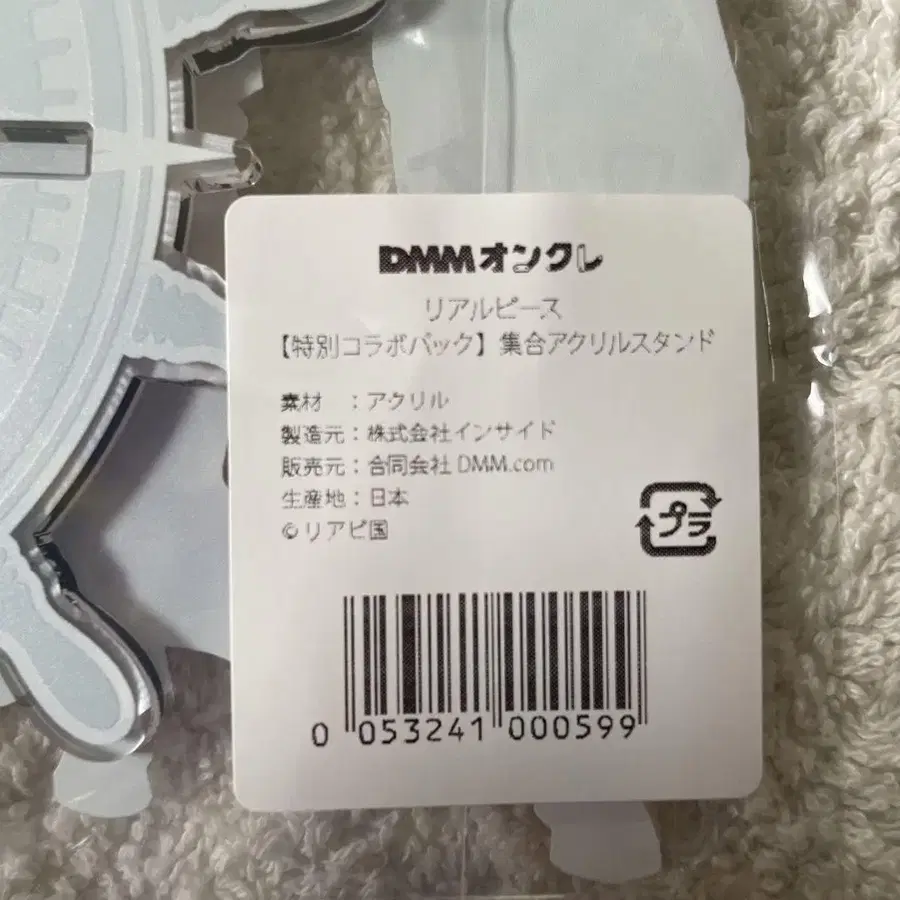 DMMオンクレ
リアルピース
【特別コラボパック】集合アクリルスタンド
素材　：アクリル
製造元：株式会社インサイド
販売元：合同会社 DMM.com
生産地：日本
©リアピ国
プラ
0 053241 000599